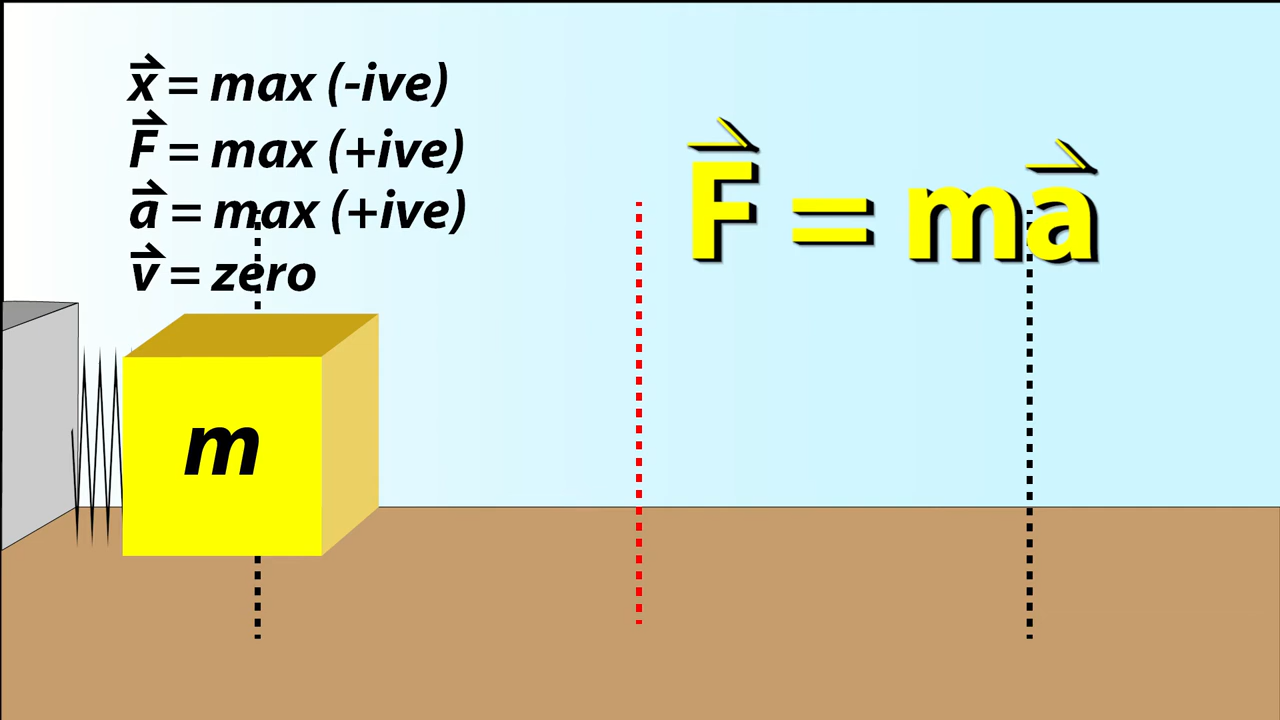 x⃗ = max (-ive)
F⃗ = max (+ive)
a⃗ = max (+ive)
v⃗ = zero
F⃗ = ma⃗
m